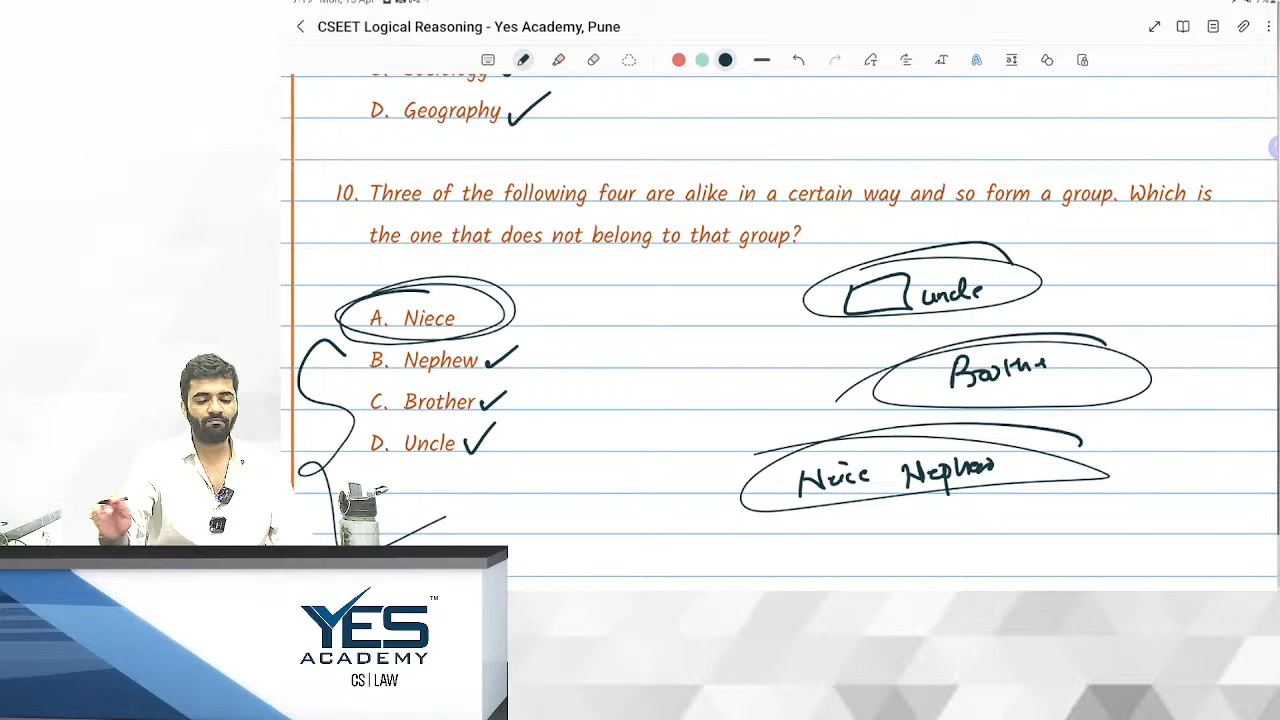 CSEET Logical Reasoning - Yes Academy, Pune
D. Geography
10. Three of the following four are alike in a certain way and so form a group. Which is
the one that does not belong to that group?
A. Niece
B. Nephew
C. Brother
D. Uncle
uncle
Neice Nephew
YES
ACADEMY
CS | LAW
TM